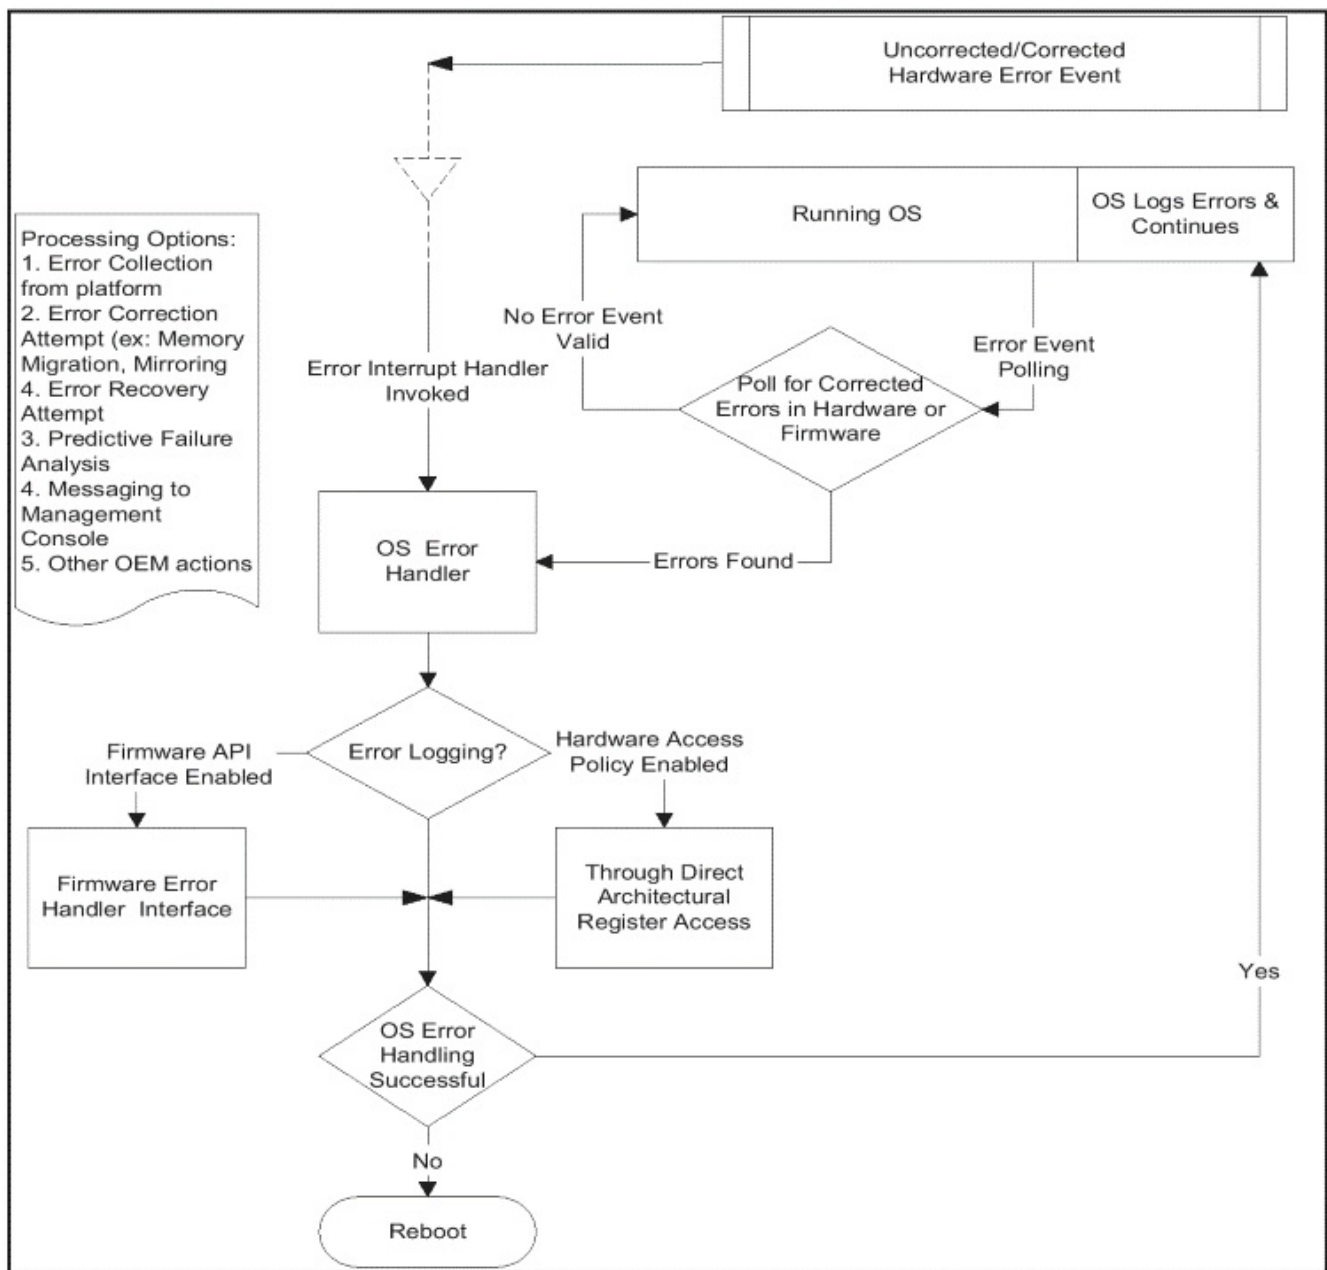 Uncorrected/Corrected
Hardware Error Event
Running OS
OS Logs Errors &
Continues
Processing Options:
1. Error Collection
from platform
2. Error Correction
Attempt (ex: Memory
Migration, Mirroring
4. Error Recovery
Attempt
3. Predictive Failure
Analysis
4. Messaging to
Management
Console
5. Other OEM actions
No Error Event
Valid
Error Event
Polling
Error Interrupt Handler
Invoked
Poll for Corrected
Errors in Hardware or
Firmware
OS Error
Handler
Errors Found
Firmware API
Interface Enabled
Error Logging?
Hardware Access
Policy Enabled
Firmware Error
Handler Interface
Through Direct
Architectural
Register Access
Yes
OS Error
Handling
Successful
No
Reboot